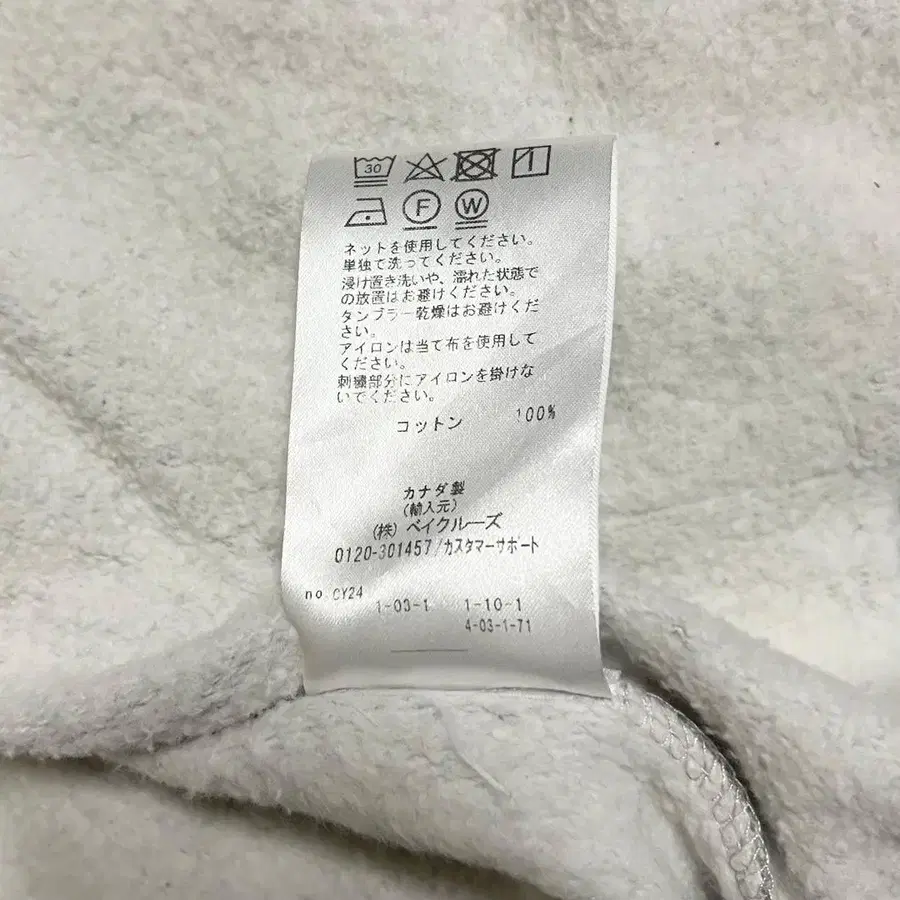 30
F W
ネットを使用してください。
単独で洗ってください。
浸け置き洗いや、濡れた状態で
の放置はお避けください。
タンブラー乾燥はお避けくだ
さい。
アイロンは当て布を使用して
ください。
刺繍部分にアイロンを掛けな
いでください。
コットン 100%
カナダ製
(輸入元)
(株) ベイクルーズ
0120-301457/カスタマーサポート
no.CY24
1-03-1 1-10-1
4-03-1-71